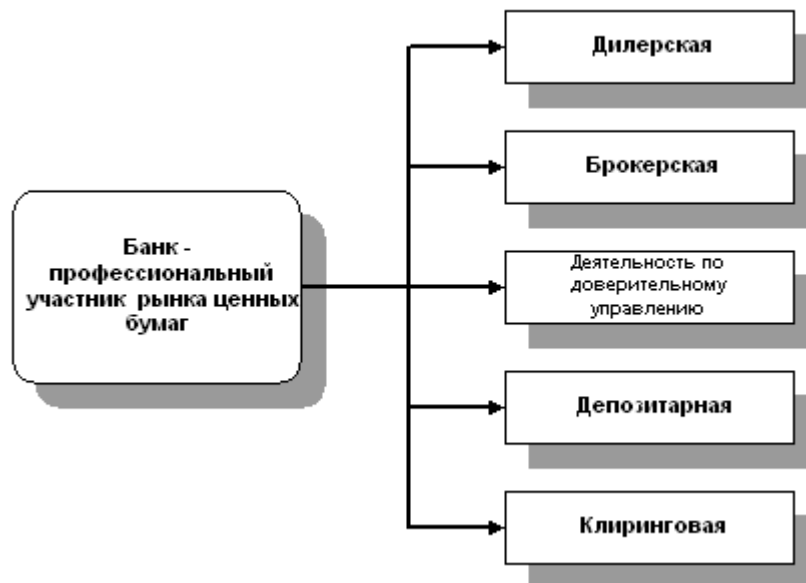 Дилерская
Брокерская
Банк -
профессиональный
участник рынка ценных
бумаг
Деятельность по
доверительному
управлению
Депозитарная
Клиринговая